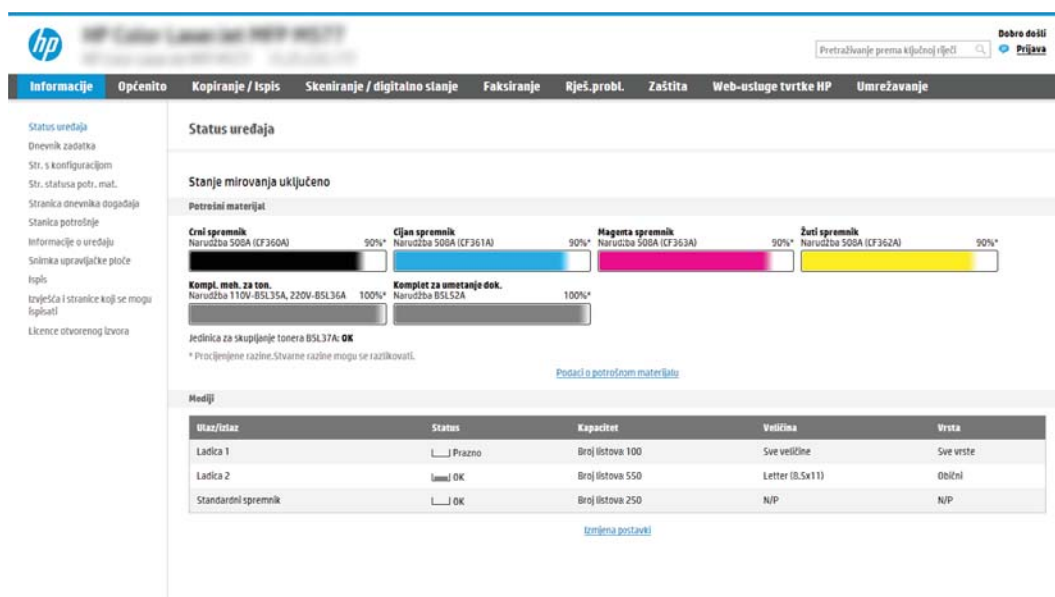 hp
Dobro došli
Pretraživanje prema ključnoj riječi
Prijava
Informacije Općenito Kopiranje / Ispis Skeniranje / digitalno slanje Faksiranje Rješ.probl. Zaštita Web-usluge tvrtke HP Umrežavanje
Status uređaja
Dnevnik zadatka
Str. s konfiguracijom
Str. statusa potr. mat.
Stranica dnevnika događaja
Stanica potrošnje
Informacije o uređaju
Snimka upravljačke ploče
Ispis
Izvješća i stranice koji se mogu
ispisati
Licence otvorenog izvora
Status uređaja
Stanje mirovanja uključeno
Potrošni materijal
Crni spremnik
Narudžba 508A (CF360A) 90%*
Cijan spremnik
Narudžba 508A (CF361A) 90%*
Magenta spremnik
Narudžba 508A (CF363A) 90%*
Žuti spremnik
Narudžba 508A (CF362A) 90%*
Kompl. meh. za ton.
Narudžba 110V-B5L35A, 220V-B5L36A 100%*
Komplet za umetanje dok.
Narudžba B5L52A 100%*
Jedinica za skupljanje tonera B5L37A: OK
* Procijenjene razine.Stvarne razine mogu se razlikovati.
Podaci o potrošnom materijalu
Mediji
Ulaz/izlaz Status Kapacitet Veličina Vrsta
Ladica 1 Prazno Broj listova: 100 Sve veličine Sve vrste
Ladica 2 OK Broj listova: 550 Letter (8.5x11) Obični
Standardni spremnik OK Broj listova: 250 N/P N/P
Izmjena postavki